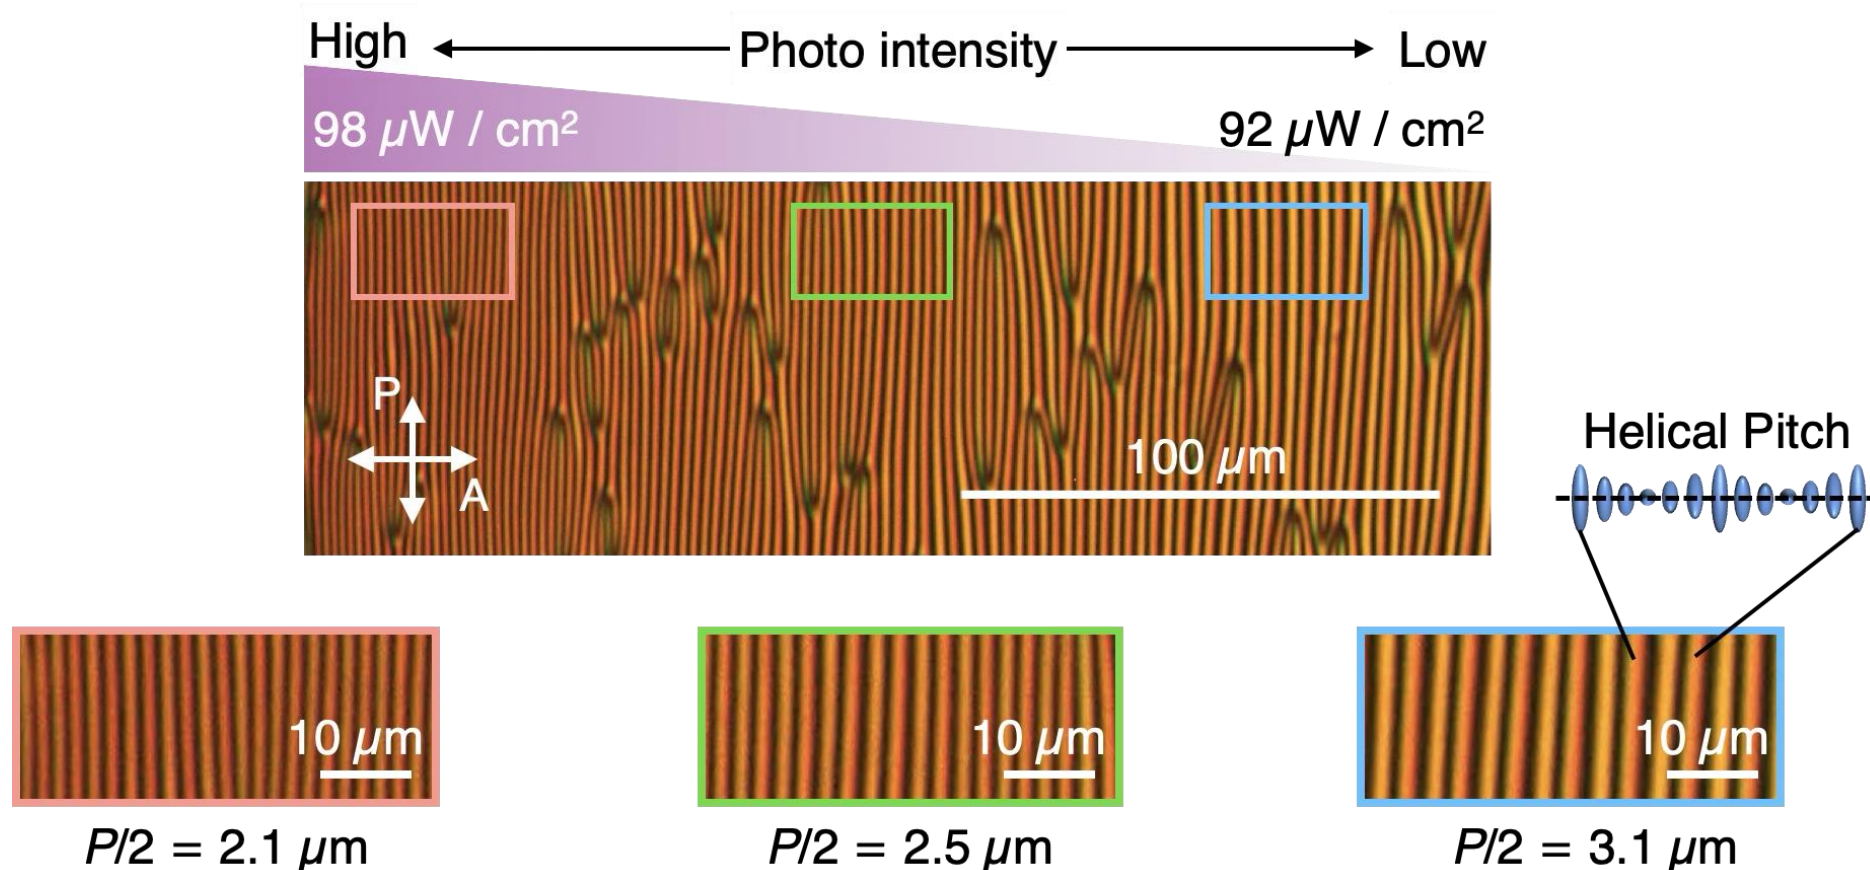 High Photo intensity Low
98 µW / cm²
92 µW / cm²
P
A
100 µm
Helical Pitch
10 µm
10 µm
10 µm
P/2 = 2.1 µm
P/2 = 2.5 µm
P/2 = 3.1 µm